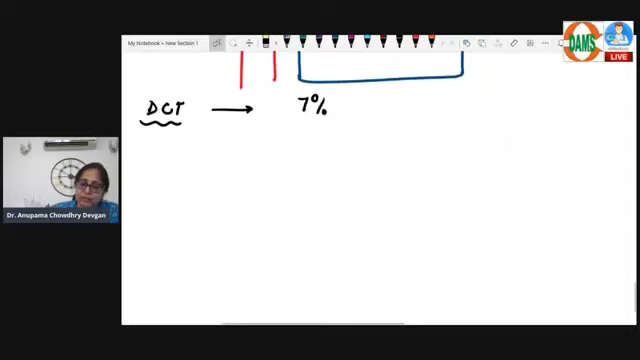 My Notebook > New Section 1
DAMS
LIVE
DCT → 7%
Dr. Anupama Chowdhry Devgan